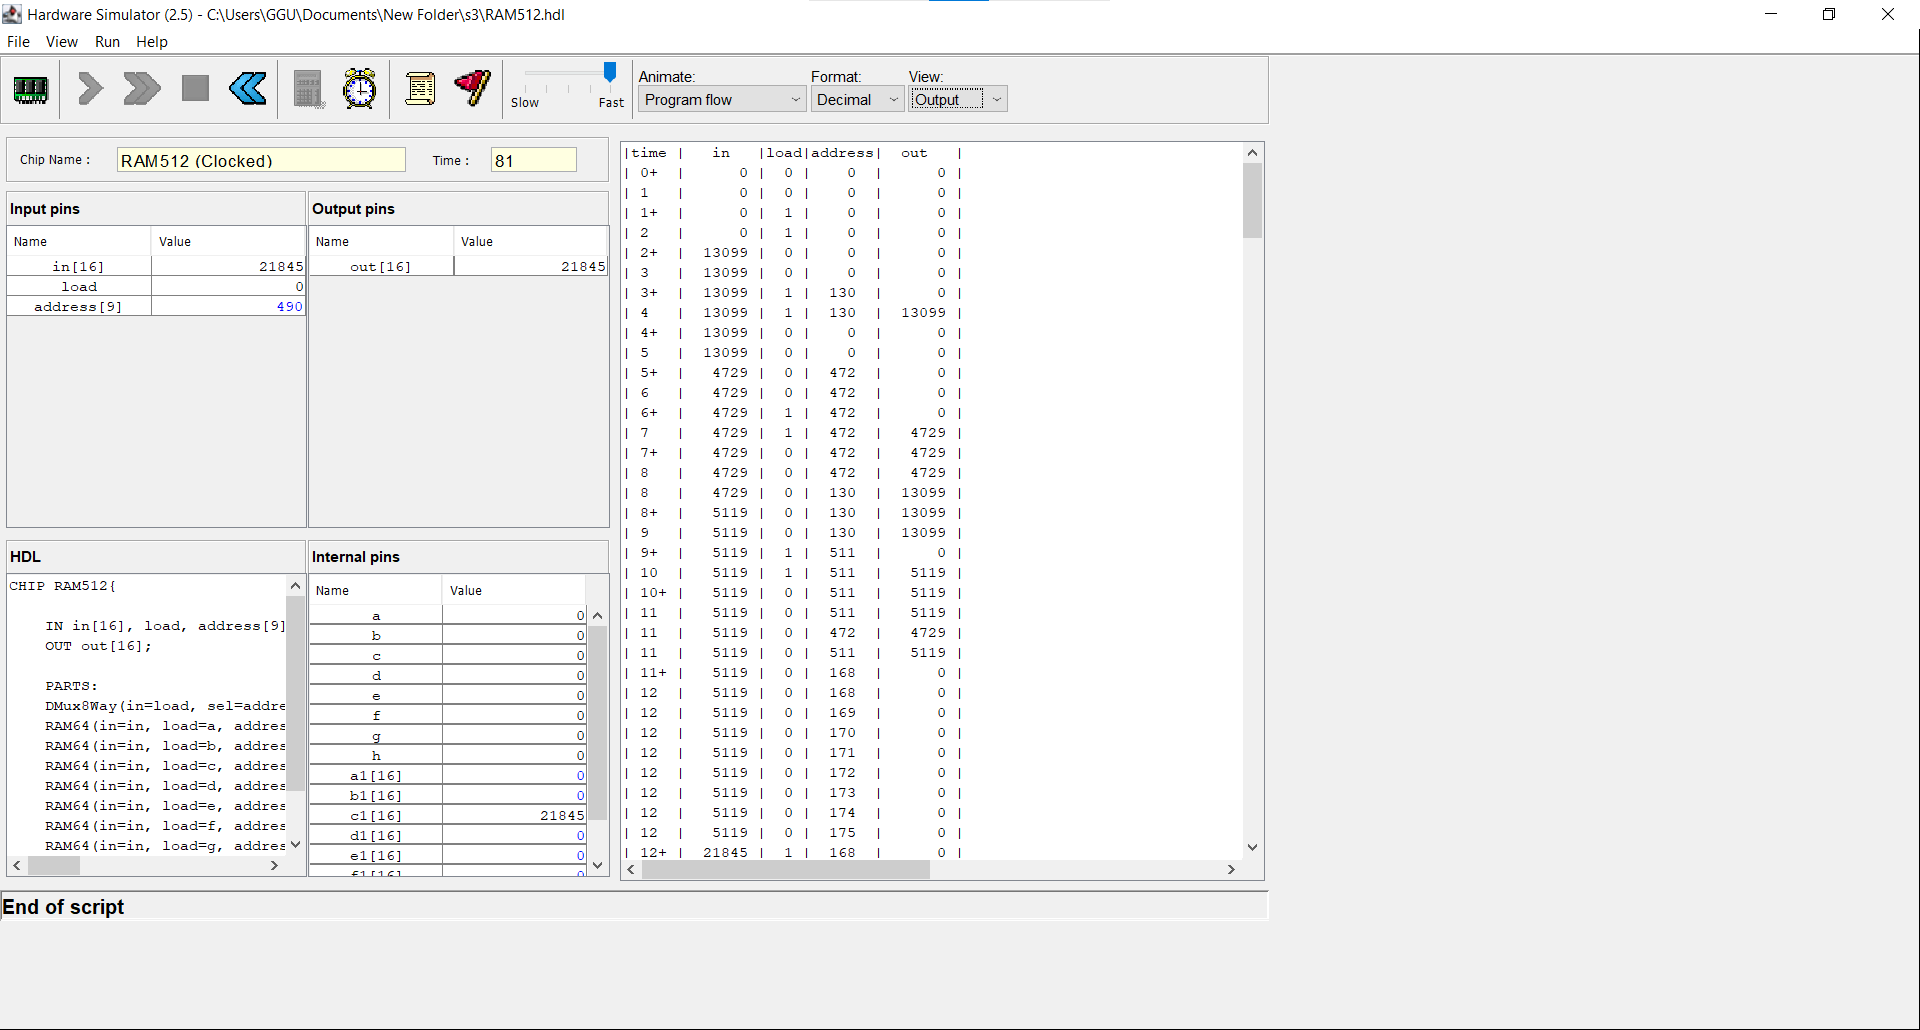 Hardware Simulator (2.5) - C:\Users\GGU\Documents\New Folder\s3\RAM512.hdl
File View Run Help
Slow Fast
Animate: Format: View:
Program flow Decimal Output
Chip Name : RAM512 (Clocked) Time : 81
Input pins
Name Value
in[16] 21845
load 0
address[9] 490
Output pins
Name Value
out[16] 21845
HDL
CHIP RAM512{
IN in[16], load, address[9]
OUT out[16];
PARTS:
DMux8Way(in=load, sel=addre
RAM64(in=in, load=a, addres
RAM64(in=in, load=b, addres
RAM64(in=in, load=c, addres
RAM64(in=in, load=d, addres
RAM64(in=in, load=e, addres
RAM64(in=in, load=f, addres
RAM64(in=in, load=g, addres
Internal pins
Name Value
a 0
b 0
c 0
d 0
e 0
f 0
g 0
h 0
a1[16] 0
b1[16] 0
c1[16] 21845
d1[16] 0
e1[16] 0
f1[16] 0
|time | in |load|address| out |
| 0+ | 0 | 0 | 0 | 0 |
| 1 | 0 | 0 | 0 | 0 |
| 1+ | 0 | 1 | 0 | 0 |
| 2 | 0 | 1 | 0 | 0 |
| 2+ | 13099 | 0 | 0 | 0 |
| 3 | 13099 | 0 | 0 | 0 |
| 3+ | 13099 | 1 | 130 | 0 |
| 4 | 13099 | 1 | 130 | 13099 |
| 4+ | 13099 | 0 | 0 | 0 |
| 5 | 13099 | 0 | 0 | 0 |
| 5+ | 4729 | 0 | 472 | 0 |
| 6 | 4729 | 0 | 472 | 0 |
| 6+ | 4729 | 1 | 472 | 0 |
| 7 | 4729 | 1 | 472 | 4729 |
| 7+ | 4729 | 0 | 472 | 4729 |
| 8 | 4729 | 0 | 472 | 4729 |
| 8 | 4729 | 0 | 130 | 13099 |
| 8+ | 5119 | 0 | 130 | 13099 |
| 9 | 5119 | 0 | 130 | 13099 |
| 9+ | 5119 | 1 | 511 | 0 |
| 10 | 5119 | 1 | 511 | 5119 |
| 10+ | 5119 | 0 | 511 | 5119 |
| 11 | 5119 | 0 | 511 | 5119 |
| 11 | 5119 | 0 | 472 | 4729 |
| 11 | 5119 | 0 | 511 | 5119 |
| 11+ | 5119 | 0 | 168 | 0 |
| 12 | 5119 | 0 | 168 | 0 |
| 12 | 5119 | 0 | 169 | 0 |
| 12 | 5119 | 0 | 170 | 0 |
| 12 | 5119 | 0 | 171 | 0 |
| 12 | 5119 | 0 | 172 | 0 |
| 12 | 5119 | 0 | 173 | 0 |
| 12 | 5119 | 0 | 174 | 0 |
| 12 | 5119 | 0 | 175 | 0 |
| 12+ | 21845 | 1 | 168 | 0 |
End of script